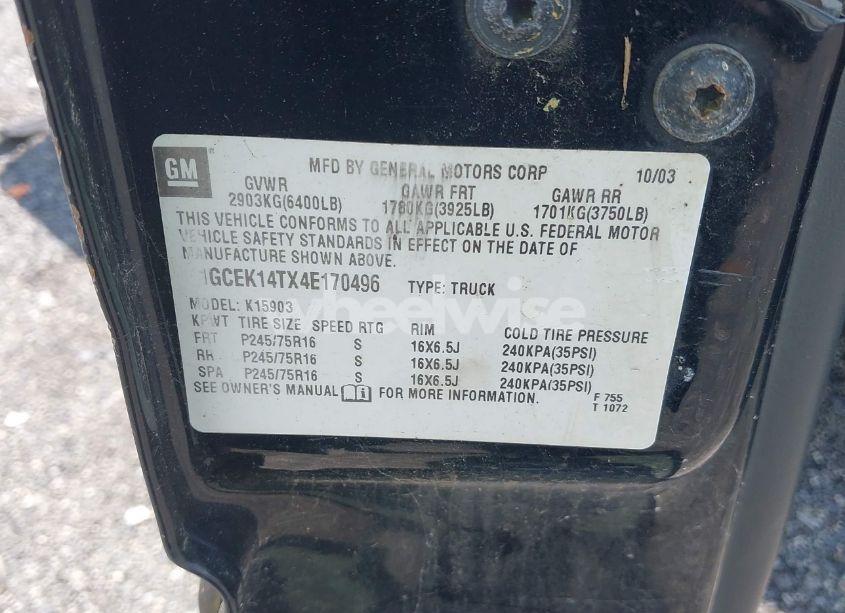 GM
MFD BY GENERAL MOTORS CORP 10/03
GVWR GAWR FRT GAWR RR
2903KG(6400LB) 1780KG(3925LB) 1701KG(3750LB)
THIS VEHICLE CONFORMS TO ALL APPLICABLE U.S. FEDERAL MOTOR
VEHICLE SAFETY STANDARDS IN EFFECT ON THE DATE OF
MANUFACTURE SHOWN ABOVE.
1GCEK14TX4E170496 TYPE: TRUCK
MODEL: K15903
KPWT TIRE SIZE SPEED RTG RIM COLD TIRE PRESSURE
FRT P245/75R16 S 16X6.5J 240KPA(35PSI)
RR P245/75R16 S 16X6.5J 240KPA(35PSI)
SPA P245/75R16 S 16X6.5J 240KPA(35PSI)
SEE OWNER'S MANUAL FOR MORE INFORMATION.
F 755
T 1072
wheelwise